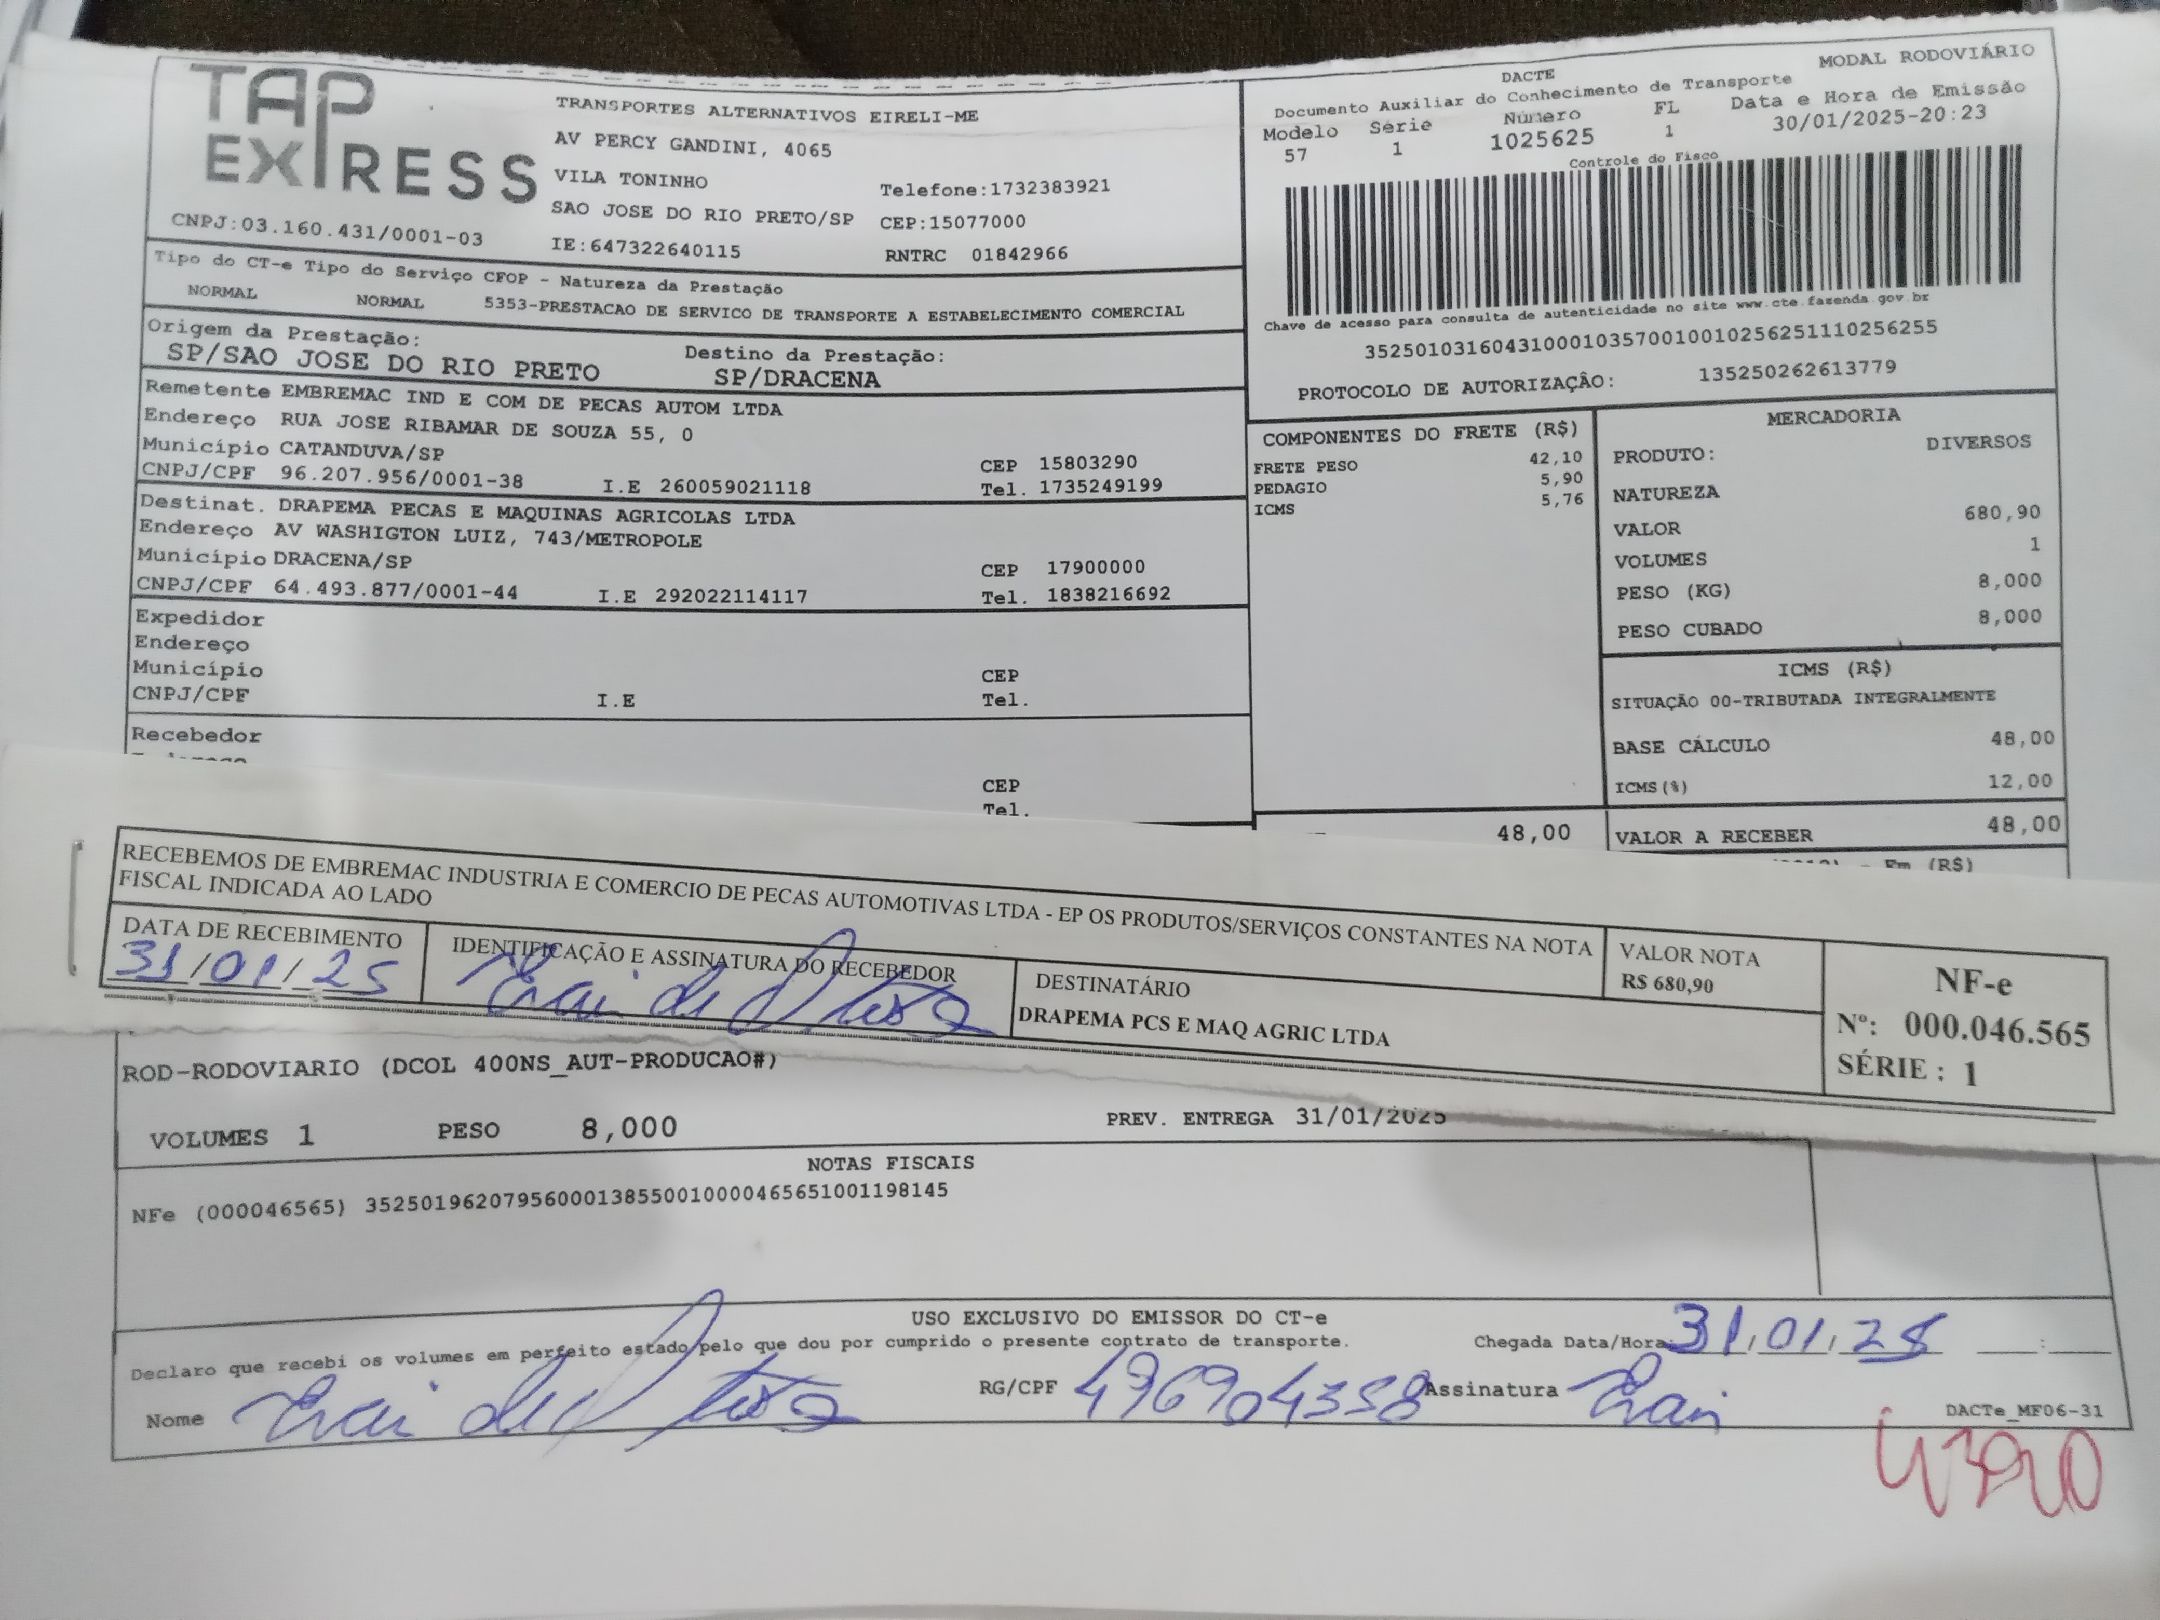 TAP
EXPRESS
CNPJ:03.160.431/0001-03
TRANSPORTES ALTERNATIVOS EIRELI-ME
AV PERCY GANDINI, 4065
VILA TONINHO
Telefone:1732383921
SAO JOSE DO RIO PRETO/SP CEP:15077000
IE:647322640115 RNTRC 01842966
MODAL RODOVIÁRIO
DACTE
Documento Auxiliar do Conhecimento de Transporte
Modelo Série Número FL Data e Hora de Emissão
57 1 1025625 1 30/01/2025-20:23
Controle do Fisco
Chave de acesso para consulta de autenticidade no site www.cte.fazenda.gov.br
35250103160431000103570010010256251110256255
PROTOCOLO DE AUTORIZAÇÂO: 135250262613779
Tipo do CT-e Tipo do Serviço CFOP - Natureza da Prestação
NORMAL NORMAL 5353-PRESTACAO DE SERVICO DE TRANSPORTE A ESTABELECIMENTO COMERCIAL
Origem da Prestação: Destino da Prestação:
SP/SAO JOSE DO RIO PRETO SP/DRACENA
Remetente EMBREMAC IND E COM DE PECAS AUTOM LTDA
Endereço RUA JOSE RIBAMAR DE SOUZA 55, 0
Município CATANDUVA/SP CEP 15803290
CNPJ/CPF 96.207.956/0001-38 I.E 260059021118 Tel. 1735249199
Destinat. DRAPEMA PECAS E MAQUINAS AGRICOLAS LTDA
Endereço AV WASHIGTON LUIZ, 743/METROPOLE
Município DRACENA/SP CEP 17900000
CNPJ/CPF 64.493.877/0001-44 I.E 292022114117 Tel. 1838216692
Expedidor
Endereço
Município CEP
CNPJ/CPF I.E Tel.
Recebedor
CEP
Tel.
COMPONENTES DO FRETE (R$)
FRETE PESO 42,10
PEDAGIO 5,90
ICMS 5,76
48,00
MERCADORIA
PRODUTO: DIVERSOS
NATUREZA
VALOR 680,90
VOLUMES 1
PESO (KG) 8,000
PESO CUBADO 8,000
ICMS (R$)
SITUAÇÃO 00-TRIBUTADA INTEGRALMENTE
BASE CÁLCULO 48,00
ICMS(%) 12,00
VALOR A RECEBER 48,00
Em (R$)
RECEBEMOS DE EMBREMAC INDUSTRIA E COMERCIO DE PECAS AUTOMOTIVAS LTDA - EP OS PRODUTOS/SERVIÇOS CONSTANTES NA NOTA
FISCAL INDICADA AO LADO
DATA DE RECEBIMENTO
31/01/25
IDENTIFICAÇÃO E ASSINATURA DO RECEBEDOR
DESTINATÁRIO
DRAPEMA PCS E MAQ AGRIC LTDA
VALOR NOTA
R$ 680,90
NF-e
Nº: 000.046.565
SÉRIE : 1
ROD-RODOVIARIO (DCOL 400NS_AUT-PRODUCAO#)
VOLUMES 1 PESO 8,000 PREV. ENTREGA 31/01/2025
NOTAS FISCAIS
NFe (000046565) 35250196207956000138550010000465651001198145
USO EXCLUSIVO DO EMISSOR DO CT-e
Declaro que recebi os volumes em perfeito estado pelo que dou por cumprido o presente contrato de transporte.
Chegada Data/Hora: 31/01/25 :
Nome RG/CPF 496904358 Assinatura
DACTe_MF06-31